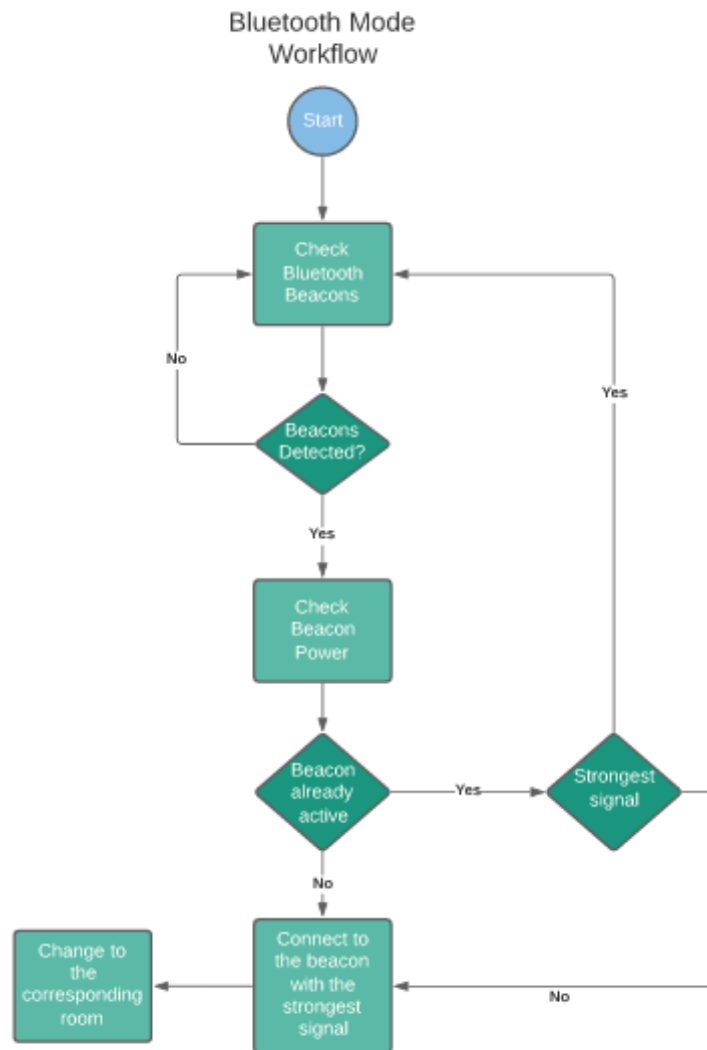 Bluetooth Mode
Workflow
Start
Check
Bluetooth
Beacons
No
Yes
Beacons
Detected?
Yes
Check
Beacon
Power
Beacon
already
active
Yes
Strongest
signal
No
Connect to
the beacon
with the
strongest
signal
Change to
the
corresponding
room
No